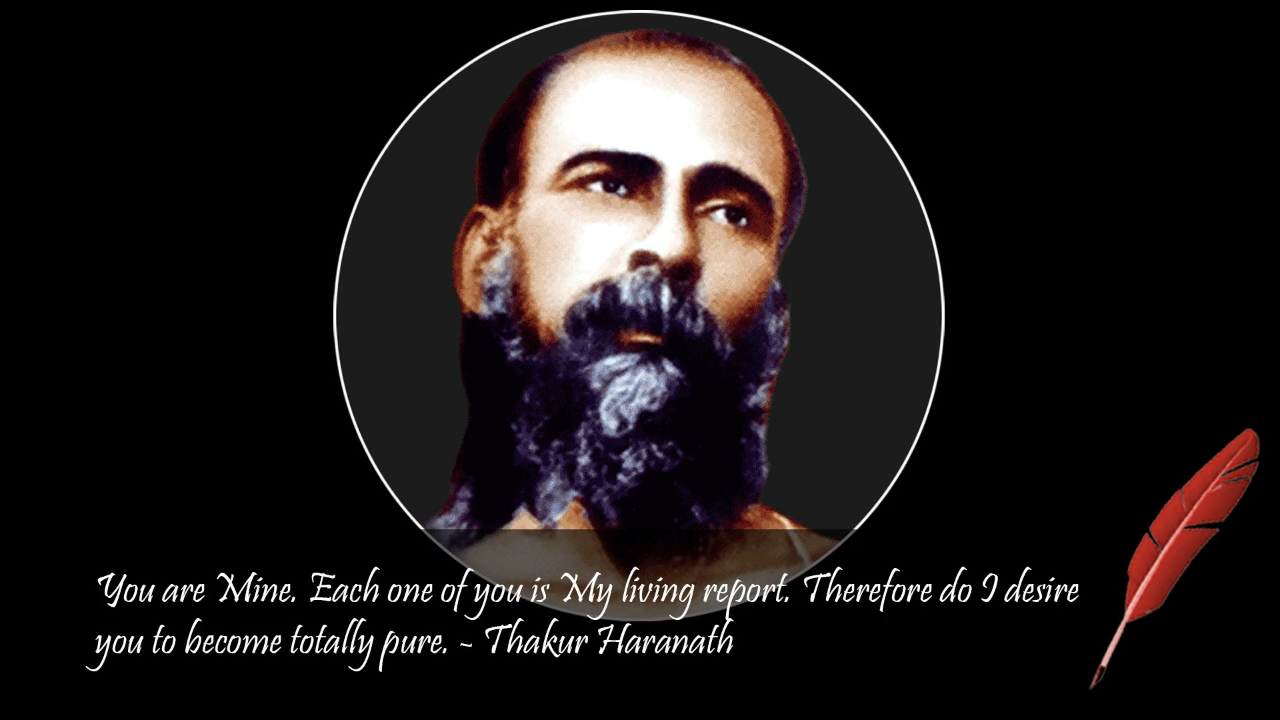 You are Mine. Each one of you is My living report. Therefore do I desire
you to become totally pure. ~ Thakur Haranath